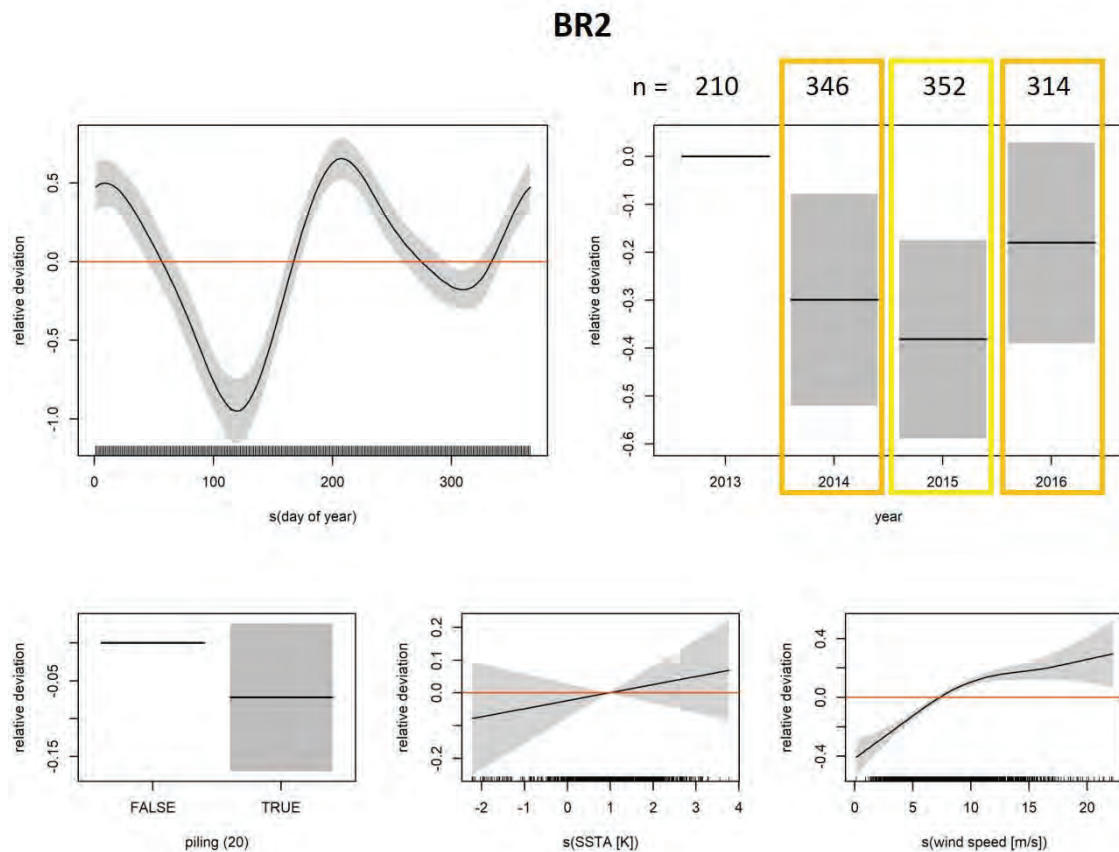 BR2
n = 210 346 352 314
relative deviation
0.5
0.0
-0.5
-1.0
0 100 200 300
s(day of year)
relative deviation
0.0
-0.1
-0.2
-0.3
-0.4
-0.5
-0.6
2013 2014 2015 2016
year
relative deviation
-0.05
-0.15
FALSE TRUE
piling (20)
relative deviation
0.2
0.1
0.0
-0.2
-2 -1 0 1 2 3 4
s(SSTA [K])
relative deviation
0.4
0.0
-0.4
0 5 10 15 20
s(wind speed [m/s])